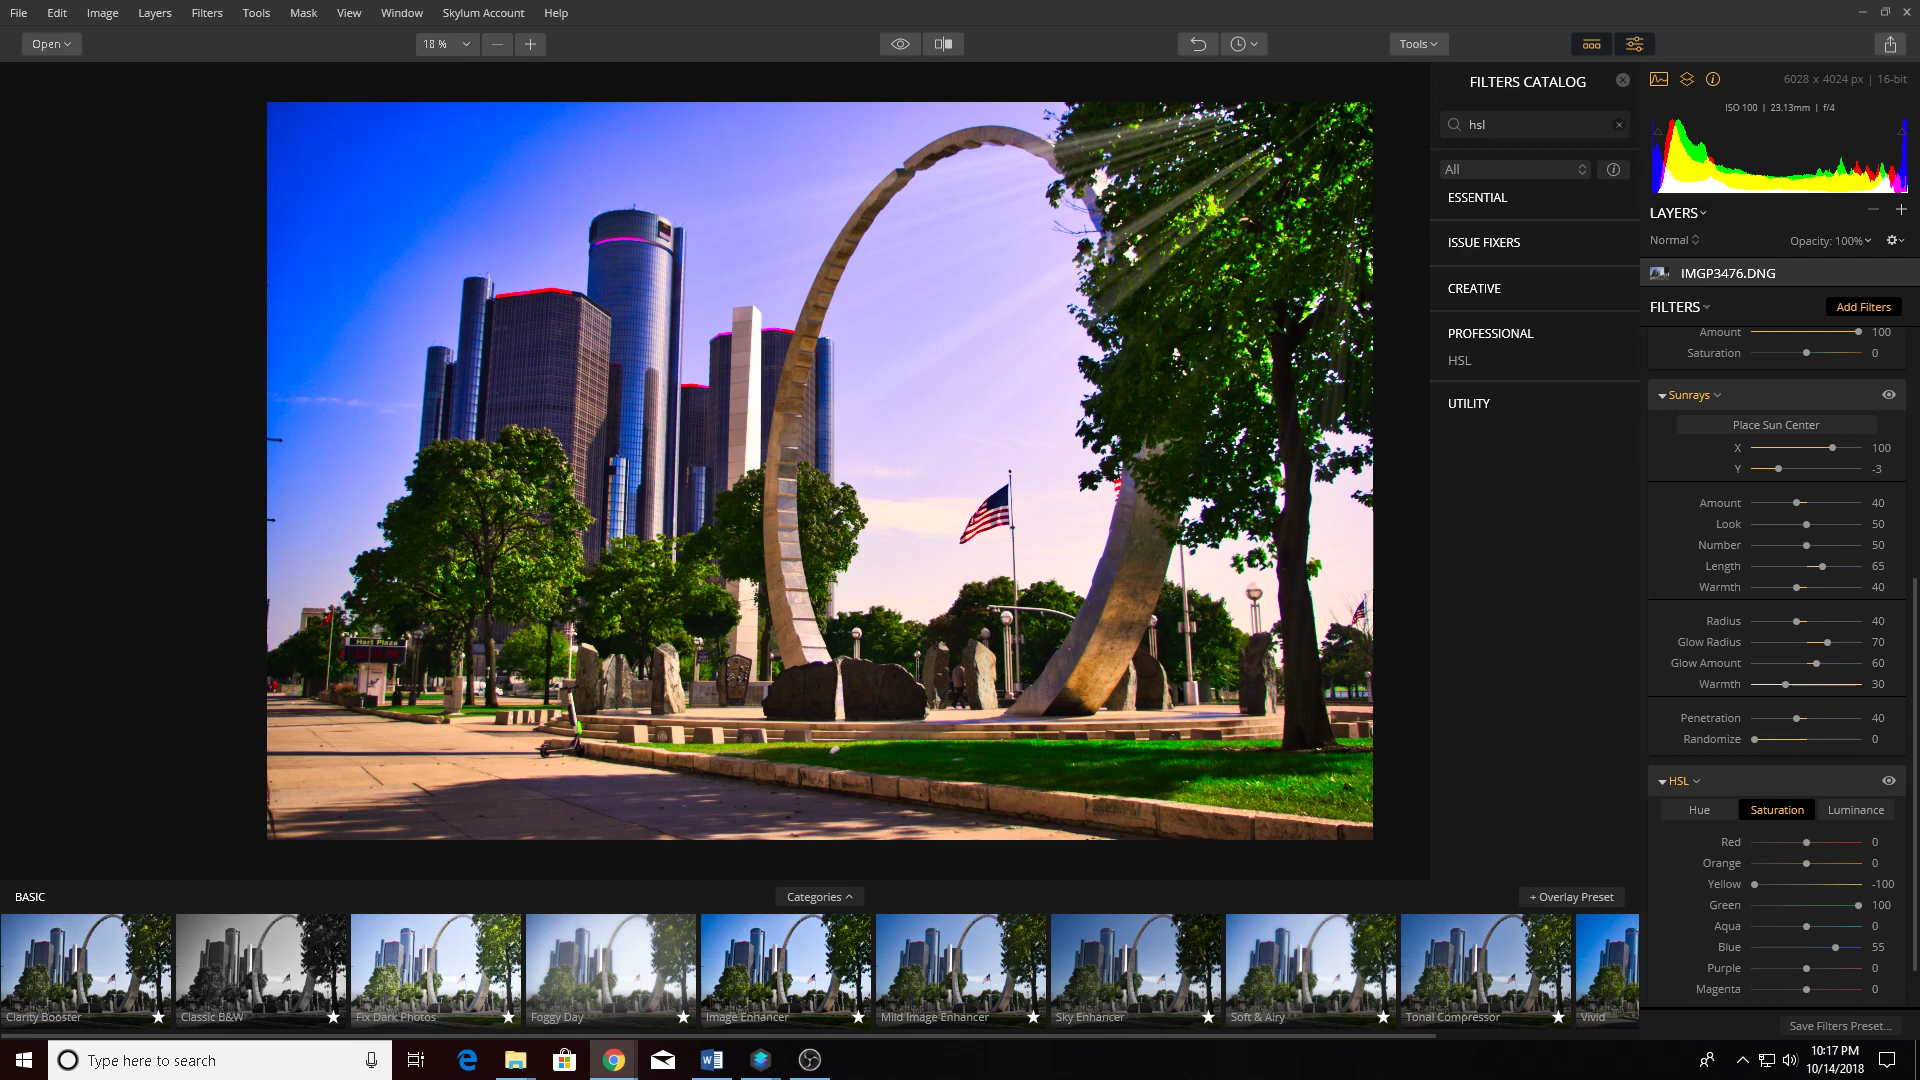 File Edit Image Layers Filters Tools Mask View Window Skylum Account Help
Open 18 % Tools
FILTERS CATALOG
hsl
All
ESSENTIAL
ISSUE FIXERS
CREATIVE
PROFESSIONAL
HSL
UTILITY
6028 x 4024 px | 16-bit
ISO 100 | 23.13mm | f/4
LAYERS
Normal Opacity: 100%
IMGP3476.DNG
FILTERS Add Filters
Amount 100
Saturation 0
Sunrays
Place Sun Center
X 100
Y -3
Amount 40
Look 50
Number 50
Length 65
Warmth 40
Radius 40
Glow Radius 70
Glow Amount 60
Warmth 30
Penetration 40
Randomize 0
HSL
Hue Saturation Luminance
Red 0
Orange 0
Yellow -100
Green 100
Aqua 0
Blue 55
Purple 0
Magenta 0
Save Filters Preset...
Hart Plaza
BASIC Categories + Overlay Preset
Clarity Booster Classic B&W Fix Dark Photos Foggy Day Image Enhancer Mild Image Enhancer Sky Enhancer Soft & Airy Tonal Compressor Vivid
Type here to search
10:17 PM
10/14/2018